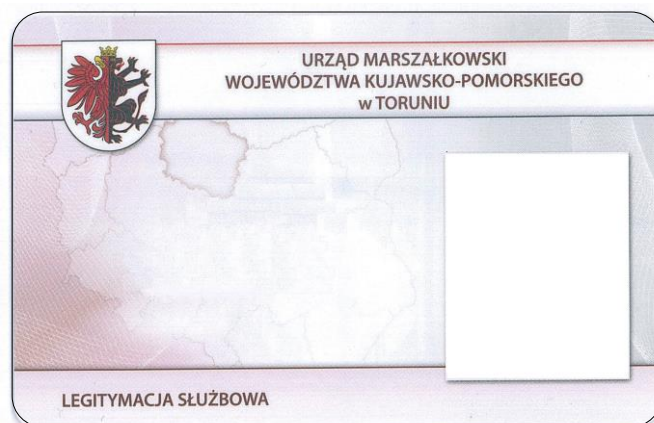 URZĄD MARSZAŁKOWSKI
WOJEWÓDZTWA KUJAWSKO-POMORSKIEGO
w TORUNIU
LEGITYMACJA SŁUŻBOWA